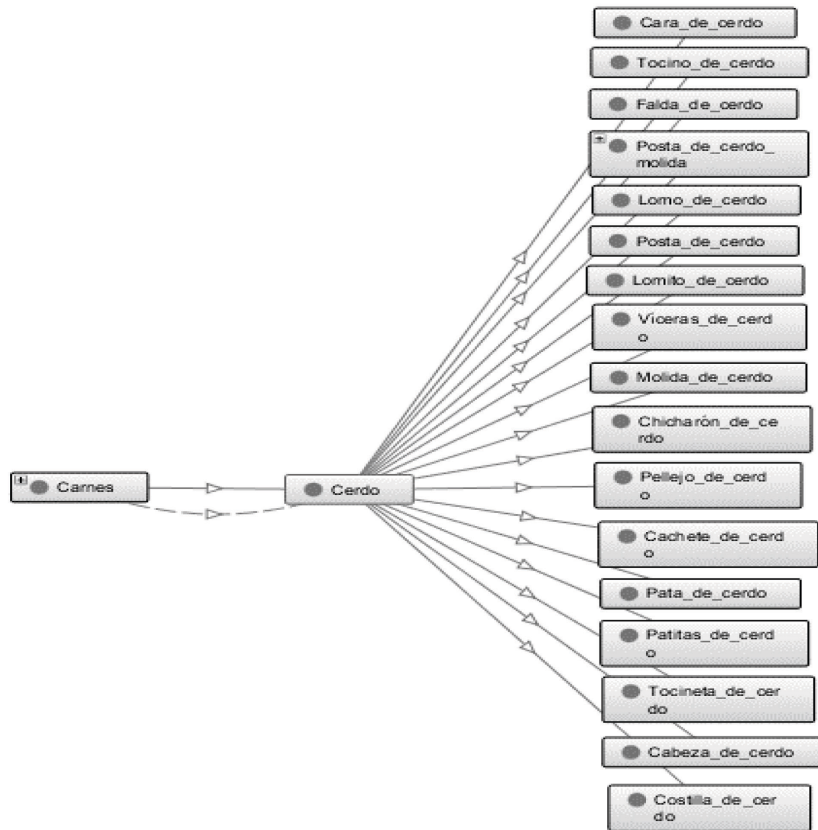 Cara_de_cerdo
Tocino_de_cerdo
Falda_de_cerdo
Posta_de_cerdo_
molida
Lomo_de_cerdo
Posta_de_cerdo
Lomito_de_cerdo
Víceras_de_cerd
o
Molida_de_cerdo
Chicharón_de_ce
rdo
Carnes
Cerdo
Pellejo_de_cerd
o
Cachete_de_cerd
o
Pata_de_cerdo
Patitas_de_cerd
o
Tocineta_de_cer
do
Cabeza_de_cerdo
Costilla_de_cer
do